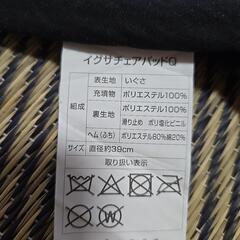 イグサチェアパッドQ
組成
表生地 いぐさ
充填物 ポリエステル100%
裏生地 ポリエステル100%
滑り止め ポリ塩化ビニル
ヘム(ふち) ポリエステル80%綿20%
サイズ 直径約39cm
取り扱い表示